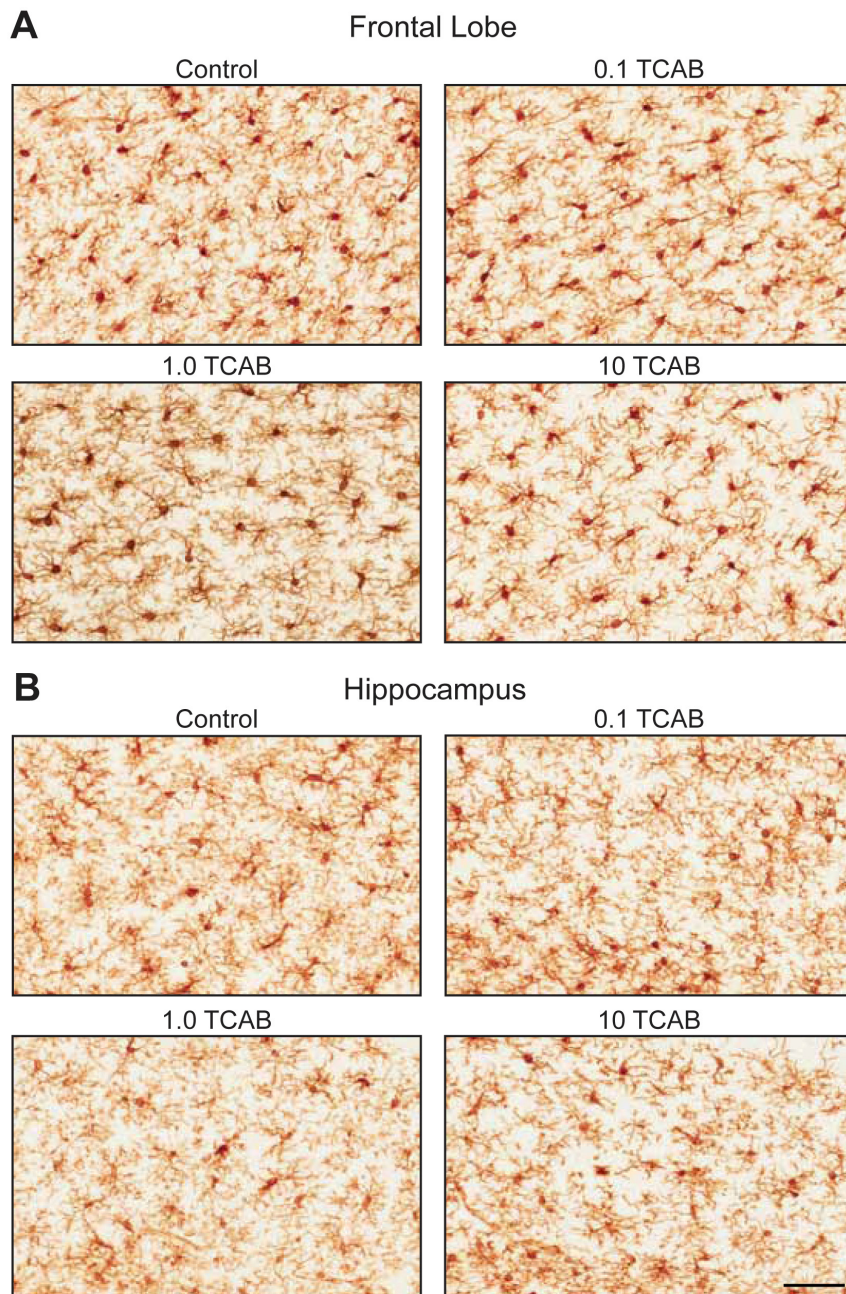 A
Frontal Lobe
Control
0.1 TCAB
1.0 TCAB
10 TCAB
B
Hippocampus
Control
0.1 TCAB
1.0 TCAB
10 TCAB